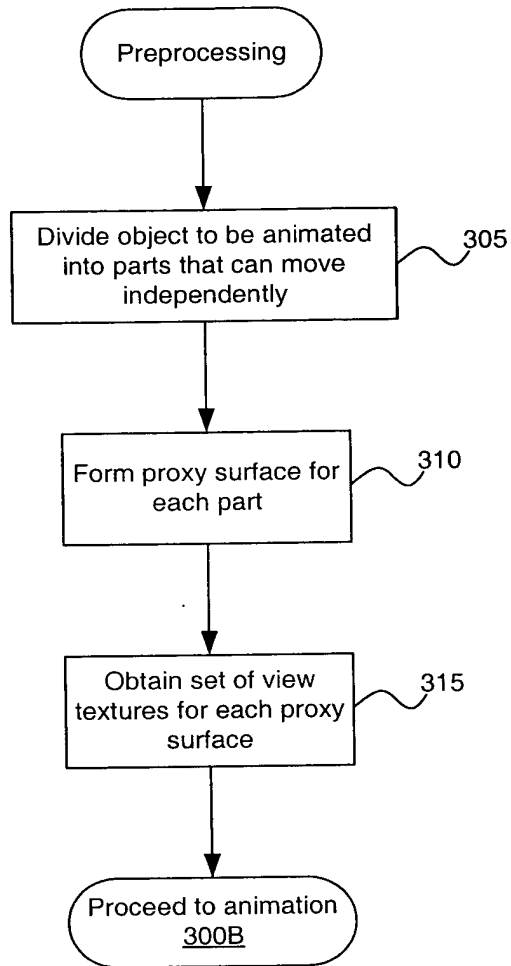 Preprocessing
Divide object to be animated
into parts that can move
independently
305
Form proxy surface for
each part
310
Obtain set of view
textures for each proxy
surface
315
Proceed to animation
300B